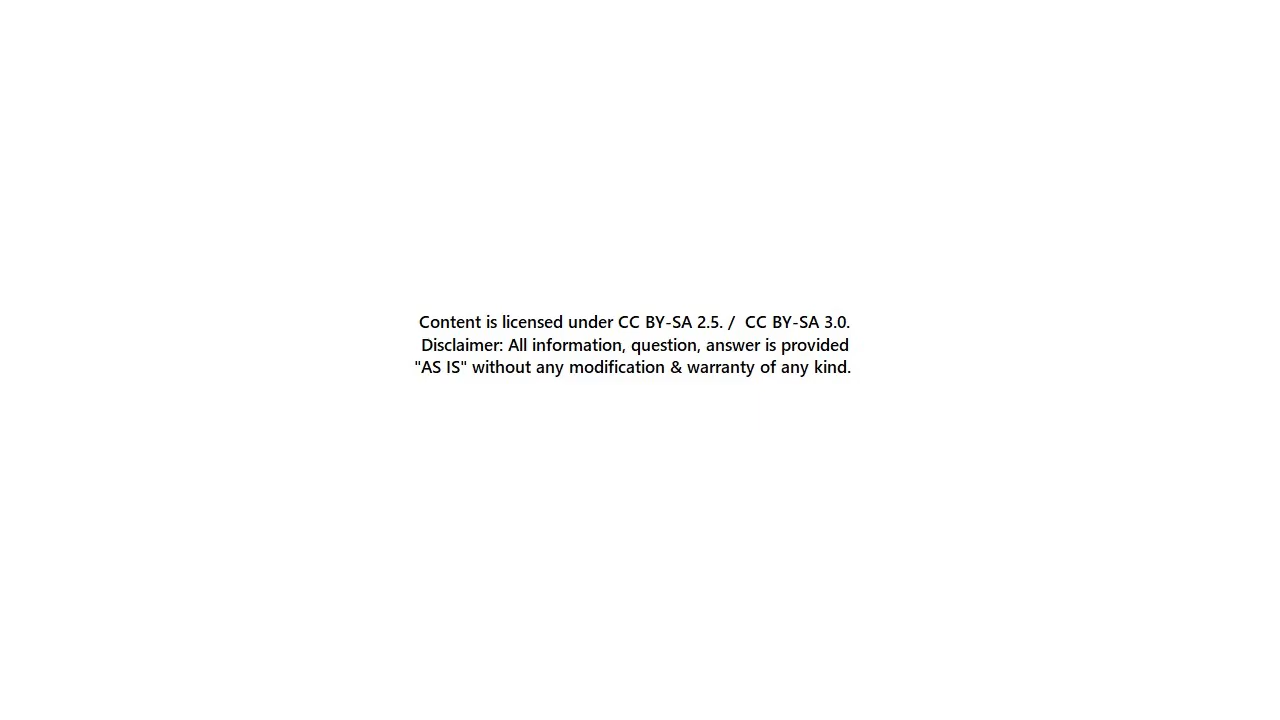 Content is licensed under CC BY-SA 2.5. /  CC BY-SA 3.0.
Disclaimer: All information, question, answer is provided
"AS IS" without any modification & warranty of any kind.